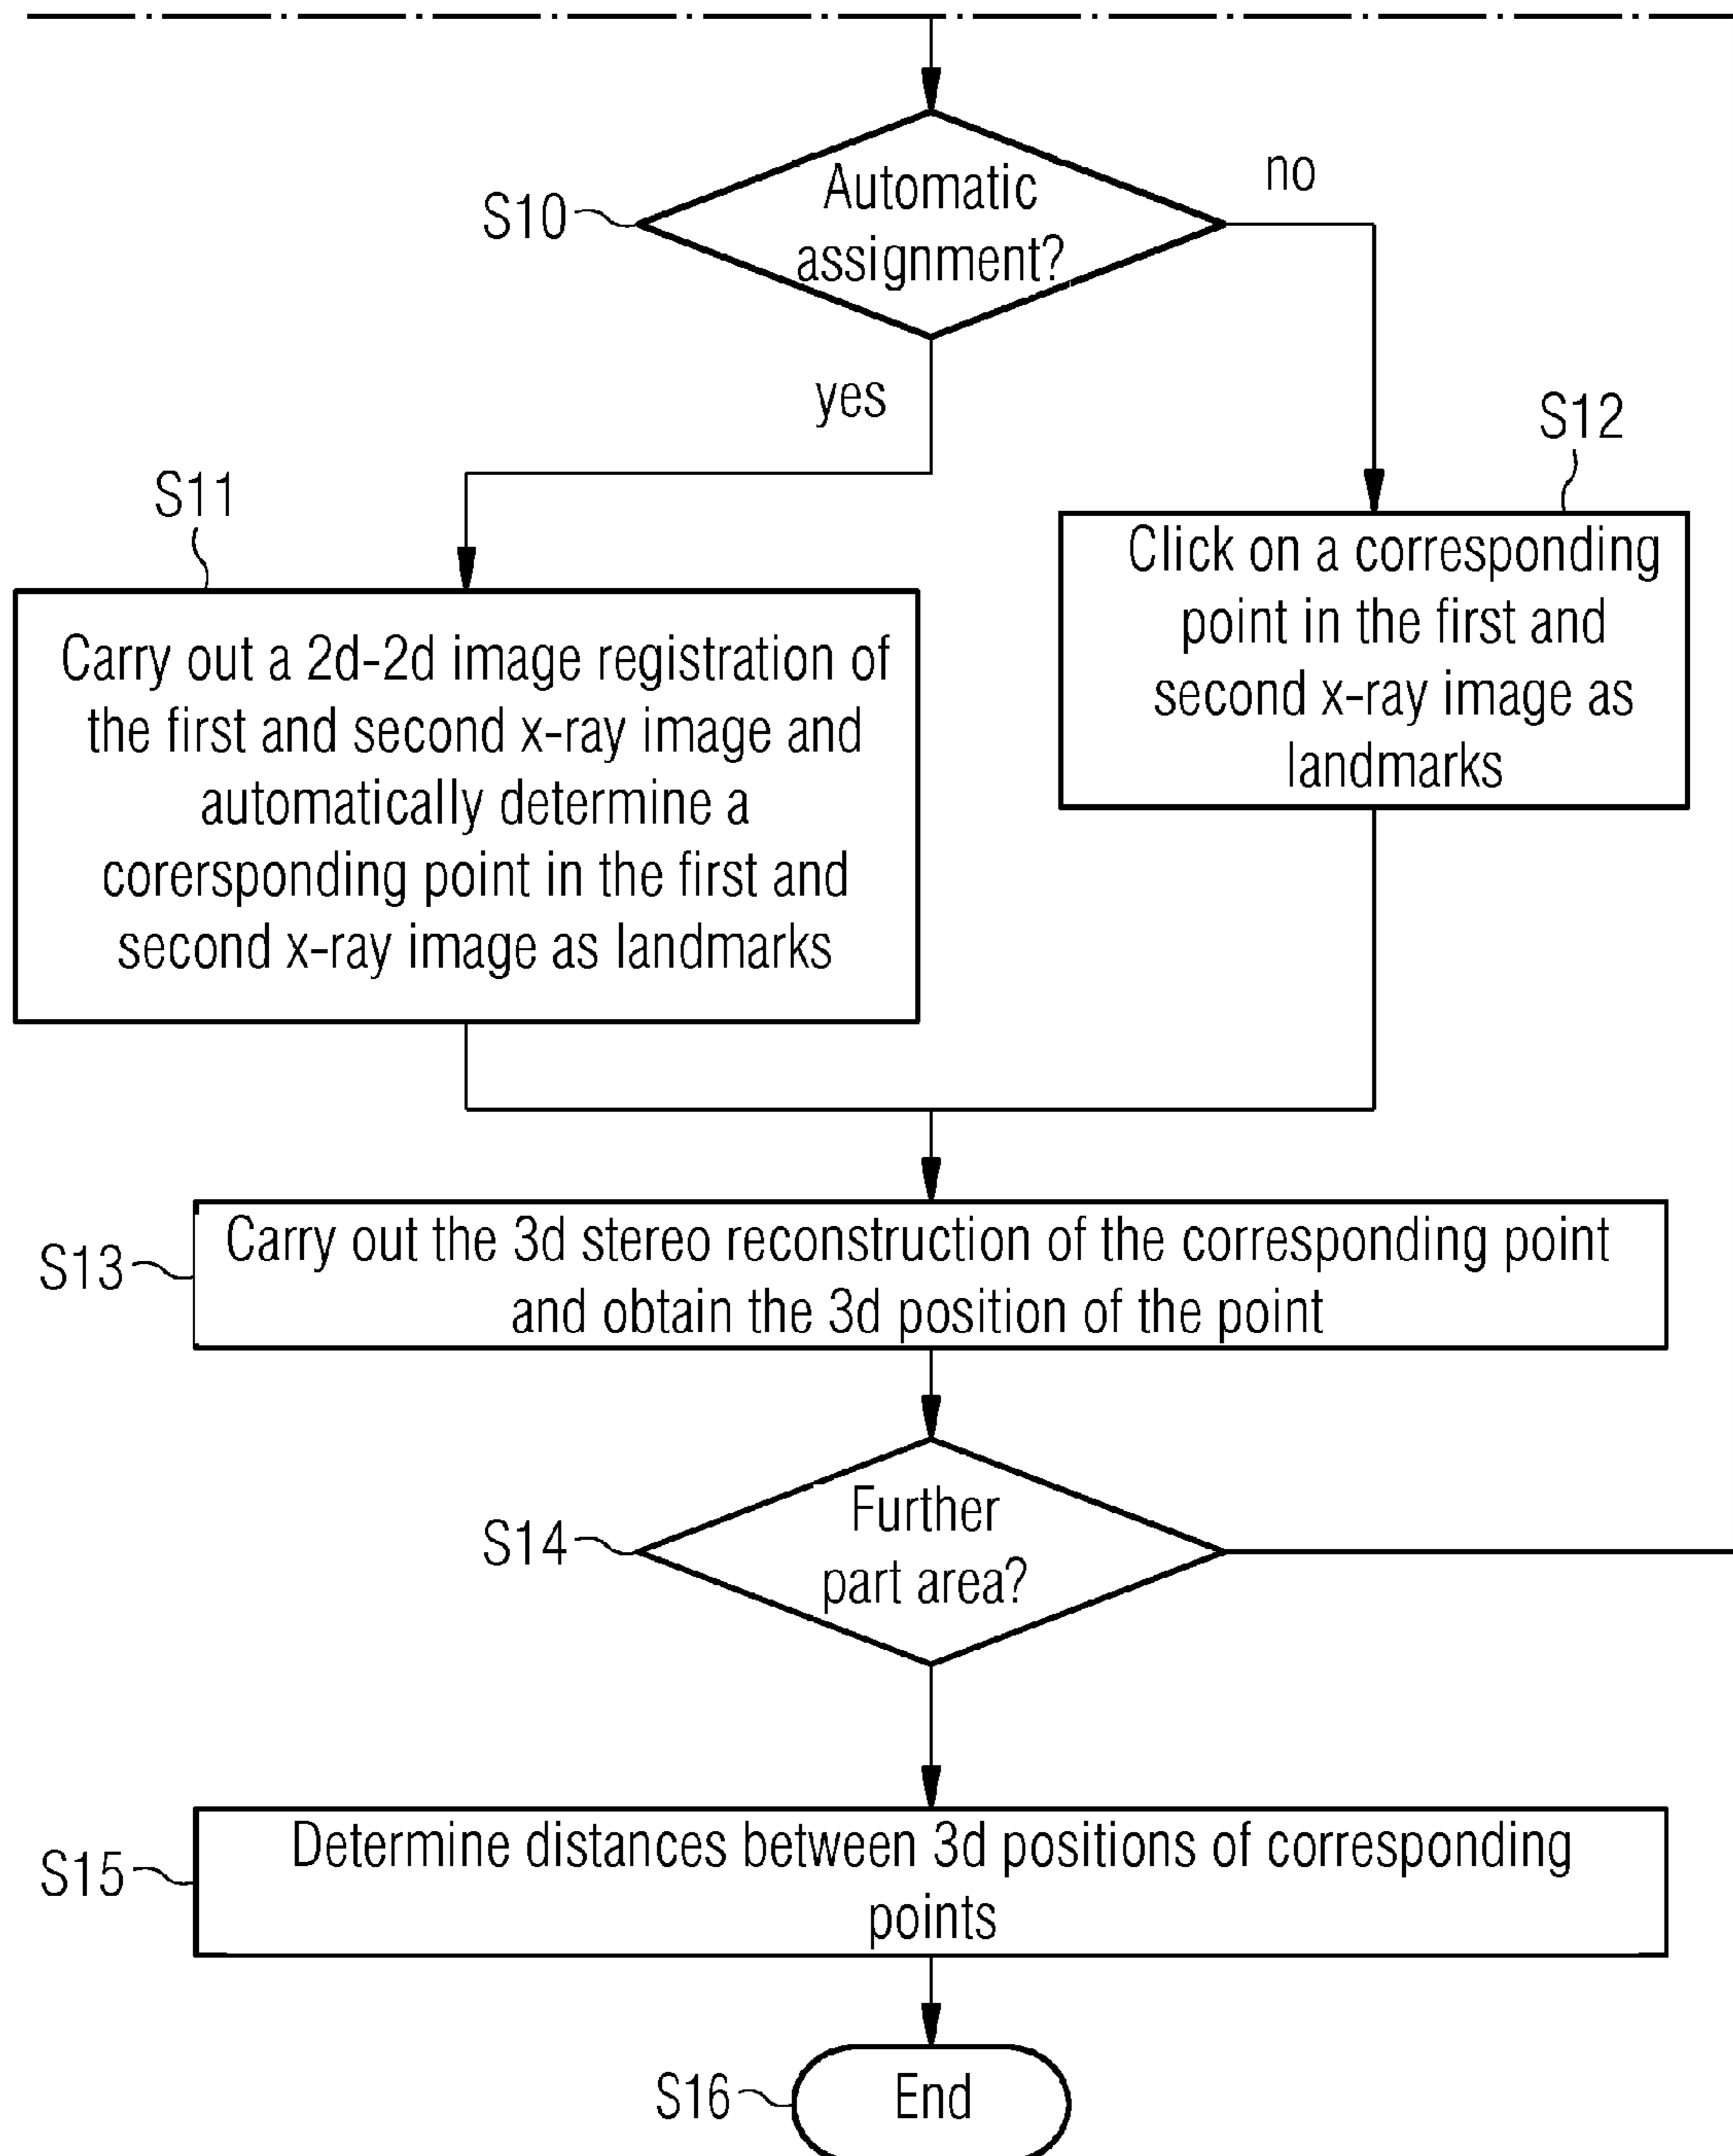 Automatic
assignment?
S10
no
yes
S12
S11
Click on a corresponding
point in the first and
second x-ray image as
landmarks
Carry out a 2d-2d image registration of
the first and second x-ray image and
automatically determine a
corersponding point in the first and
second x-ray image as landmarks
S13
Carry out the 3d stereo reconstruction of the corresponding point
and obtain the 3d position of the point
S14
Further
part area?
S15
Determine distances between 3d positions of corresponding
points
S16
End